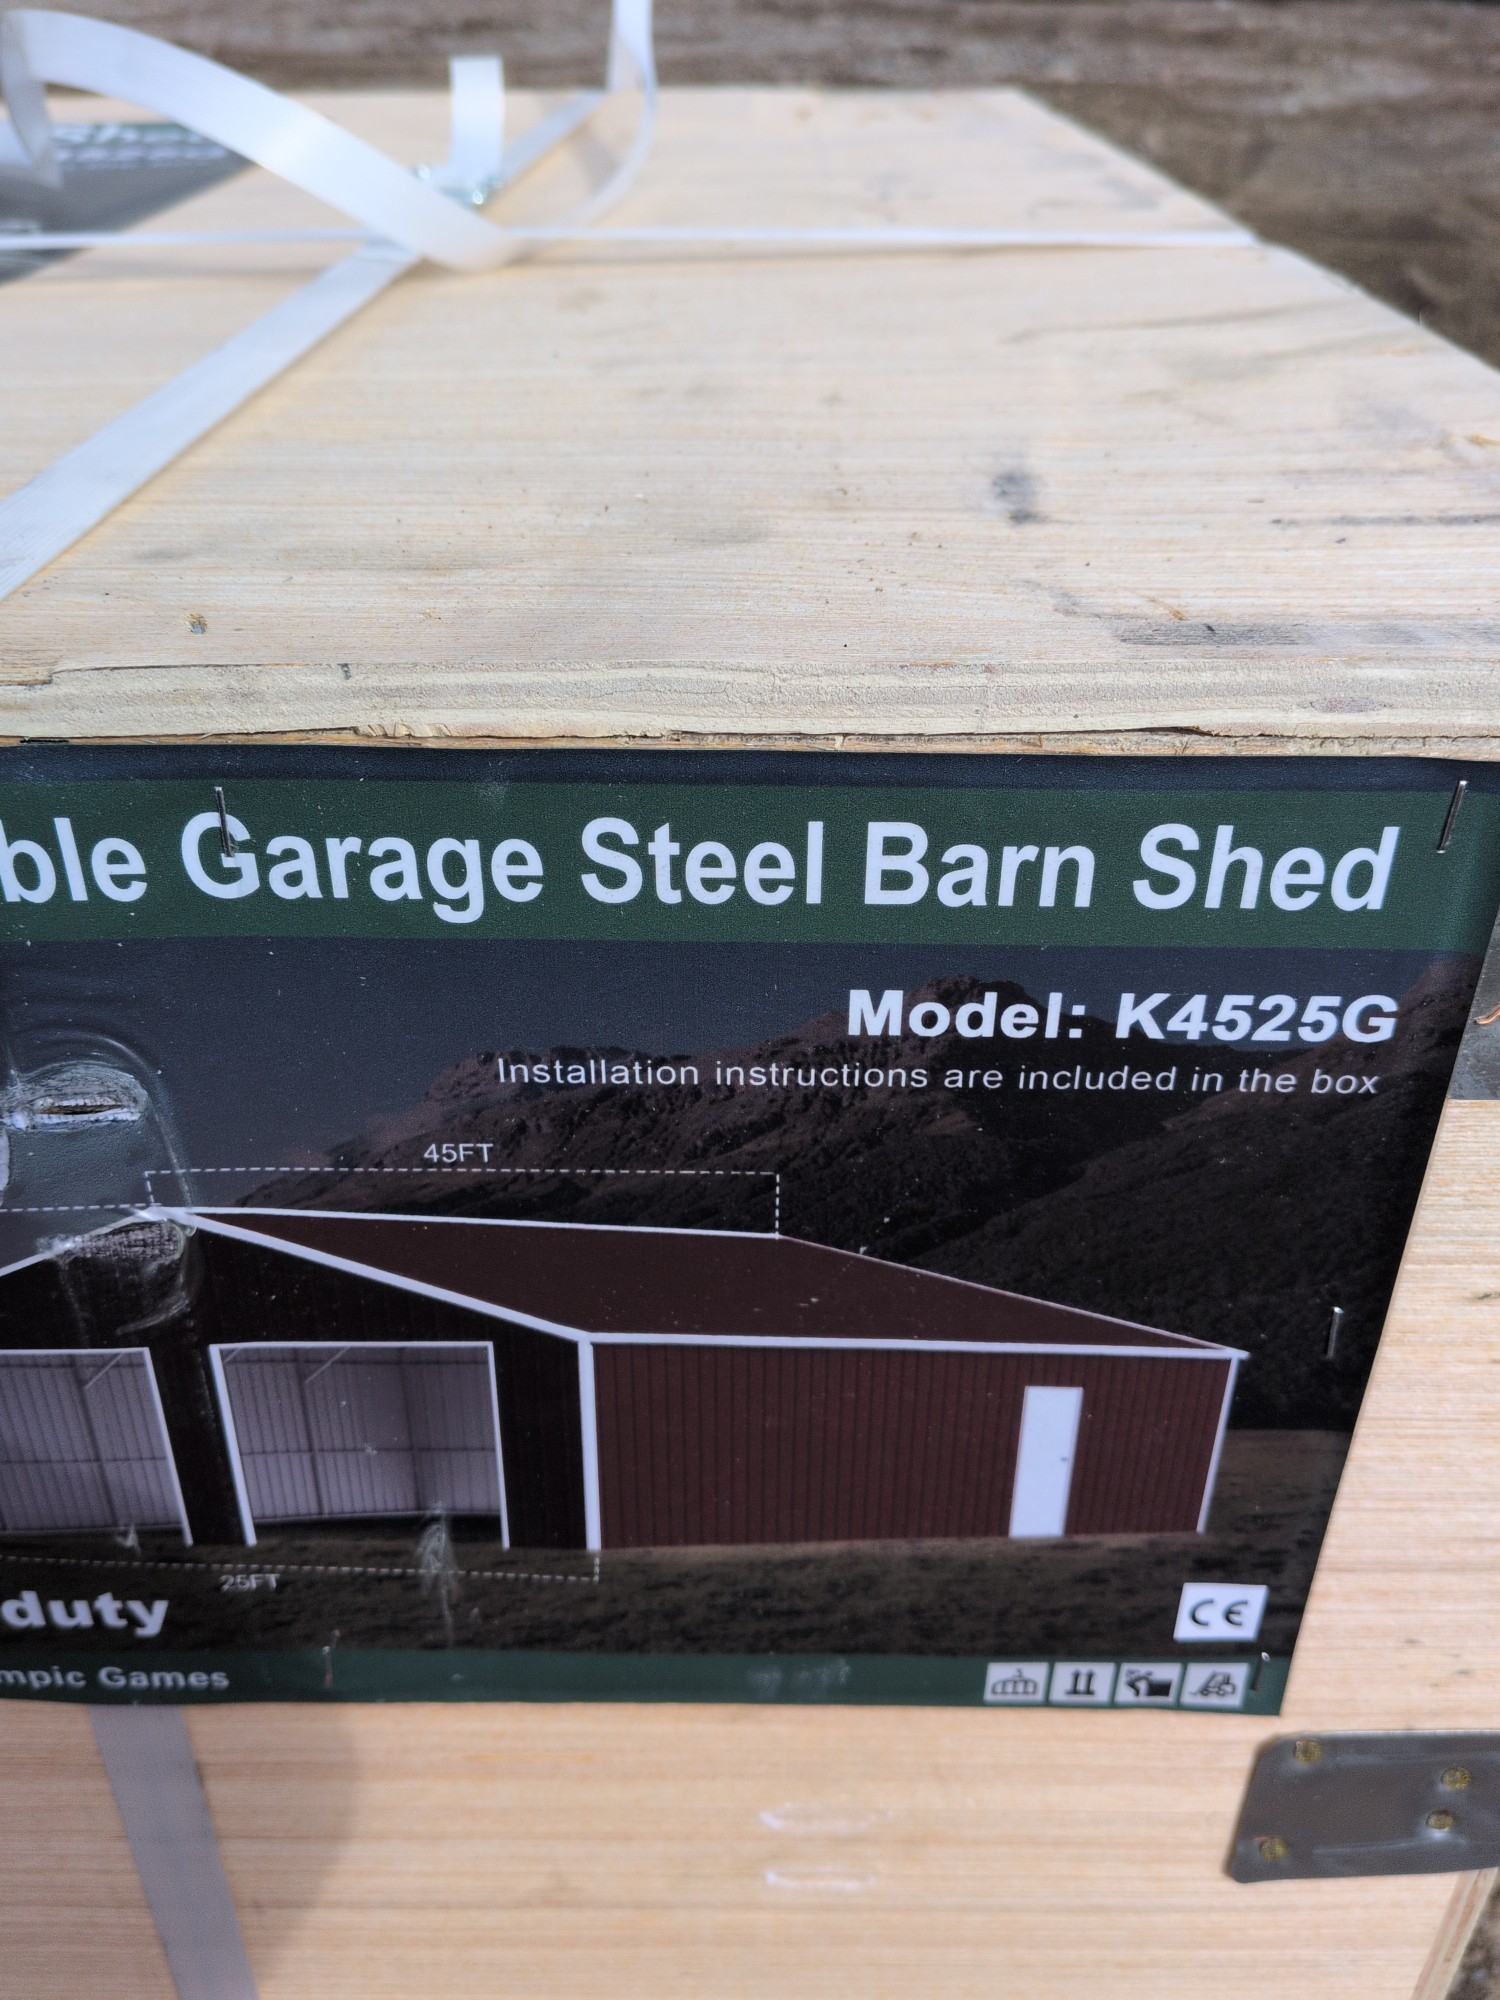 ble Garage Steel Barn Shed
Model: K4525G
Installation instructions are included in the box
45FT
25FT
duty
mpic Games
CE